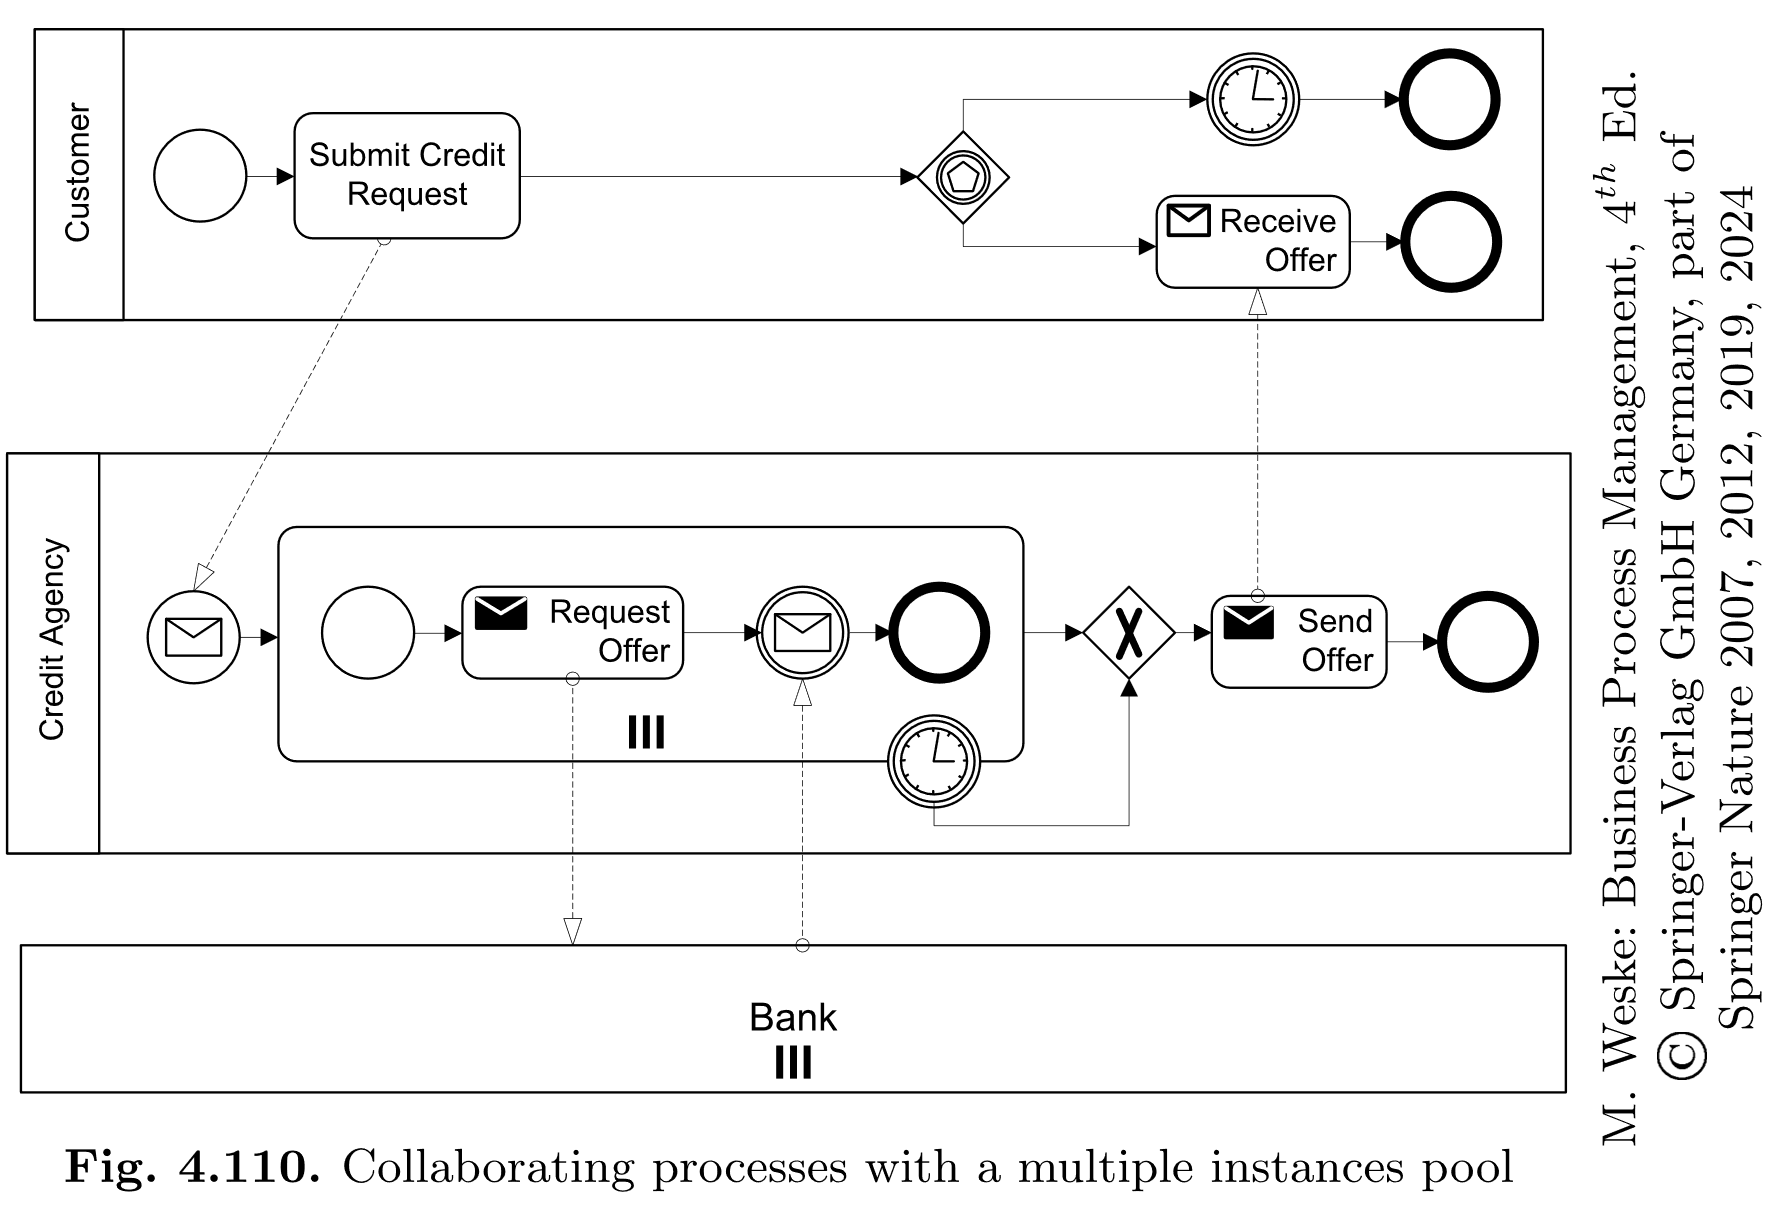 Customer
Submit Credit
Request
Receive
Offer
Credit Agency
Request
Offer
Send
Offer
Bank
Fig. 4.110. Collaborating processes with a multiple instances pool
M. Weske: Business Process Management, 4th Ed.
© Springer-Verlag GmbH Germany, part of
Springer Nature 2007, 2012, 2019, 2024